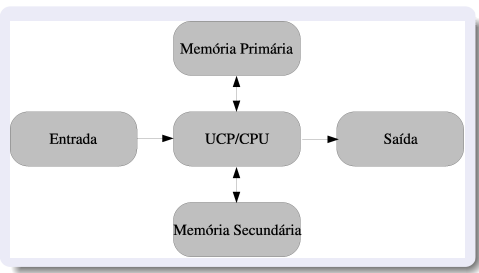 Memória Primária
Entrada
UCP/CPU
Saída
Memória Secundária